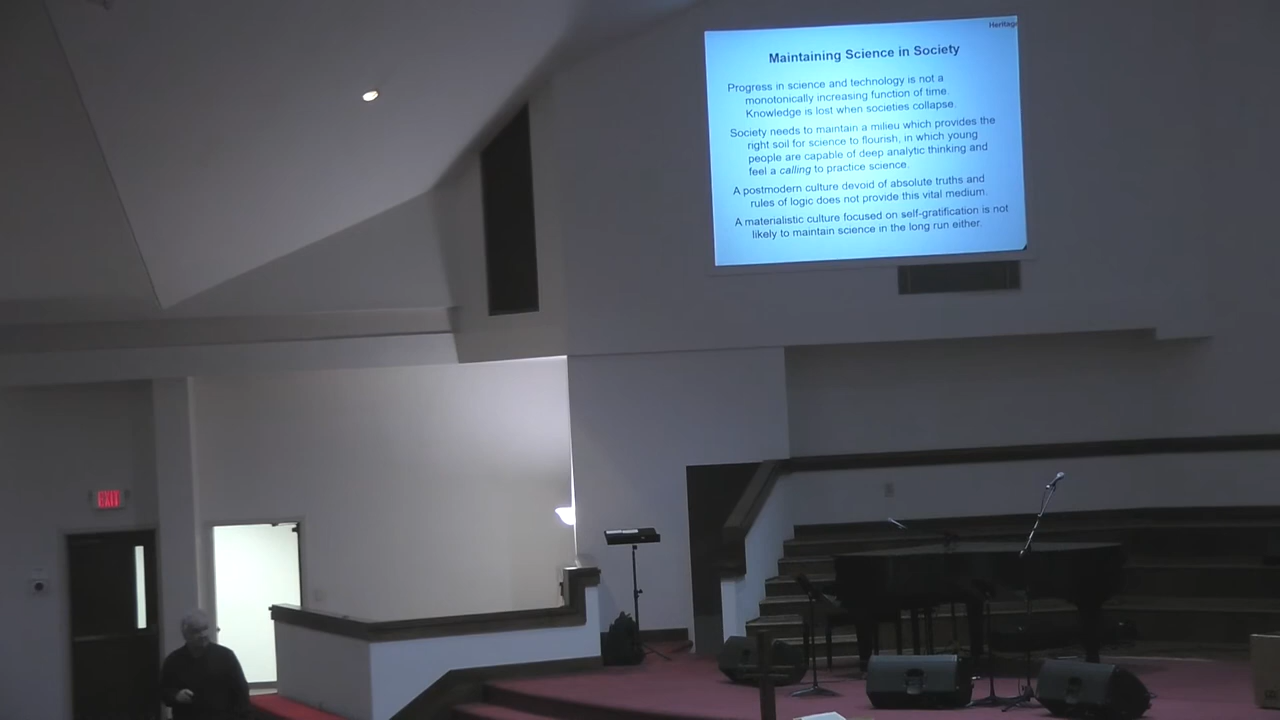 Heritage
Maintaining Science in Society
Progress in science and technology is not a
monotonically increasing function of time.
Knowledge is lost when societies collapse.
Society needs to maintain a milieu which provides the
right soil for science to flourish, in which young
people are capable of deep analytic thinking and
feel a calling to practice science.
A postmodern culture devoid of absolute truths and
rules of logic does not provide this vital medium.
A materialistic culture focused on self-gratification is not
likely to maintain science in the long run either.
EXIT